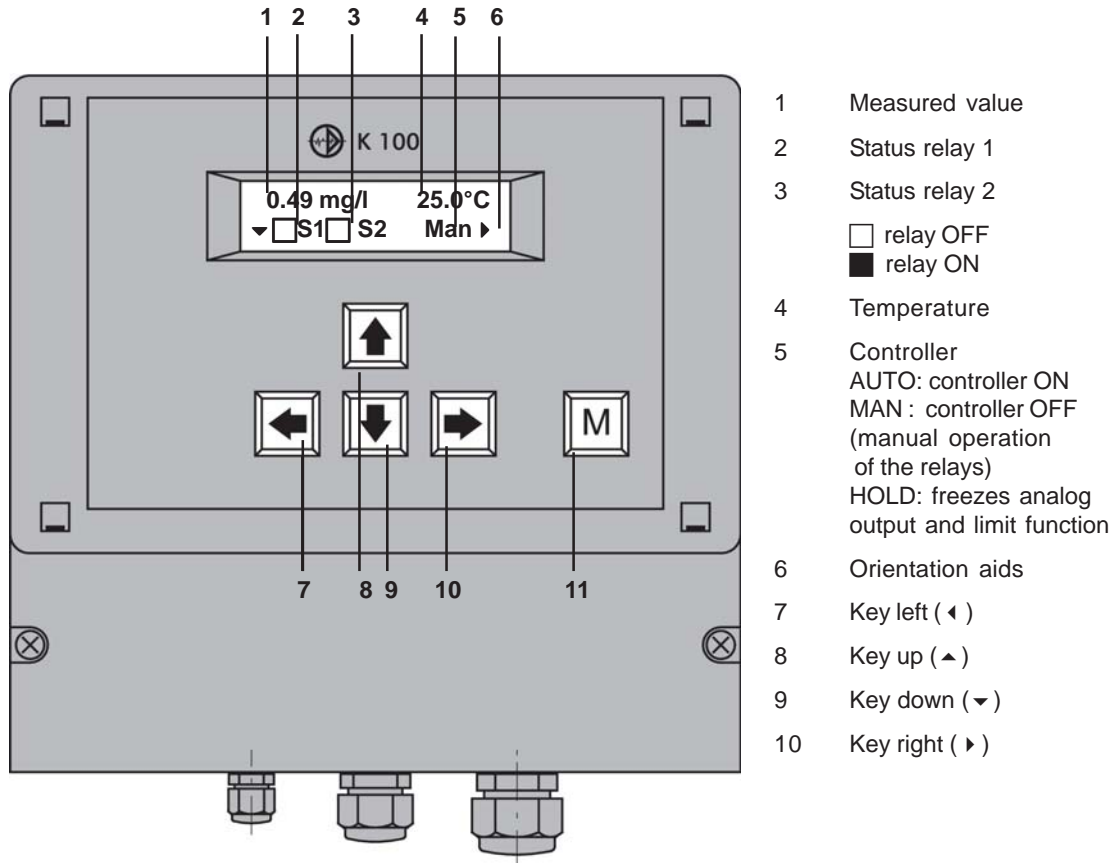 1 2 3 4 5 6
K 100
0.49 mg/l 25.0°C
▾ □S1□ S2 Man ▸
M
7 8 9 10 11
1 Measured value
2 Status relay 1
3 Status relay 2
□ relay OFF
■ relay ON
4 Temperature
5 Controller
AUTO: controller ON
MAN : controller OFF
(manual operation
of the relays)
HOLD: freezes analog
output and limit function
6 Orientation aids
7 Key left ( ◂ )
8 Key up ( ▴ )
9 Key down ( ▾ )
10 Key right ( ▸ )